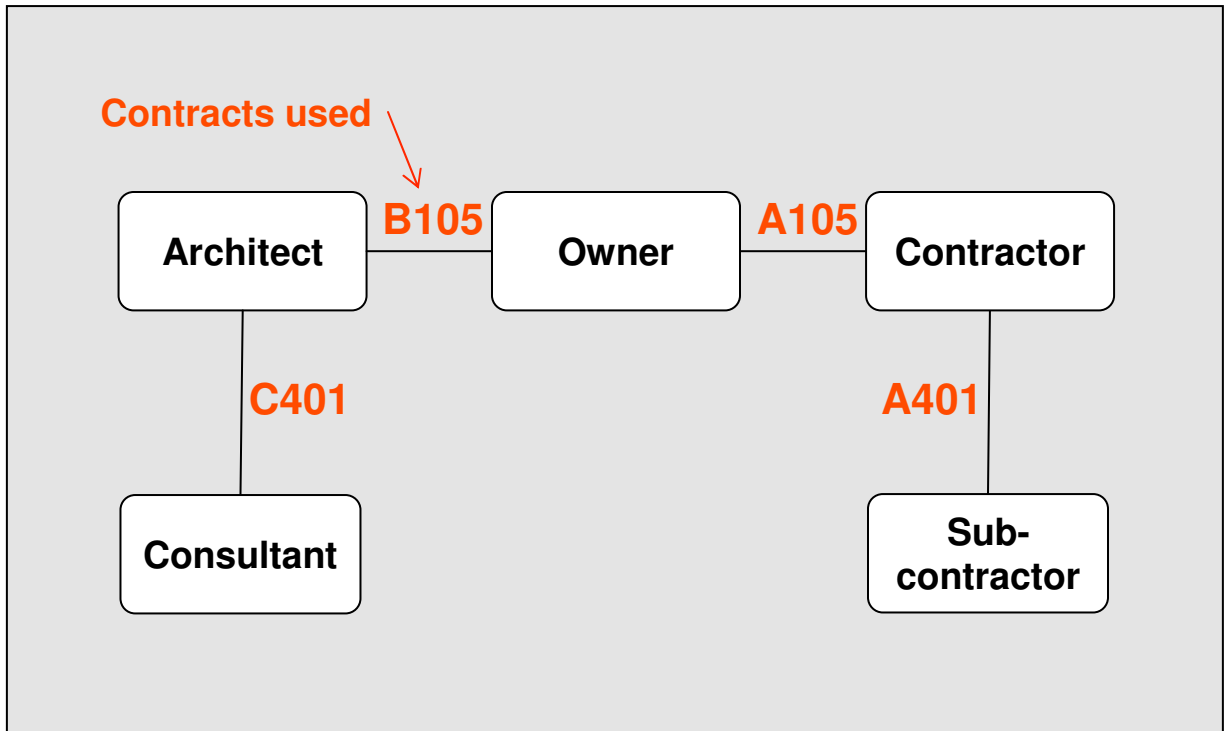 Contracts used
B105
A105
Architect
Owner
Contractor
C401
A401
Consultant
Sub-
contractor